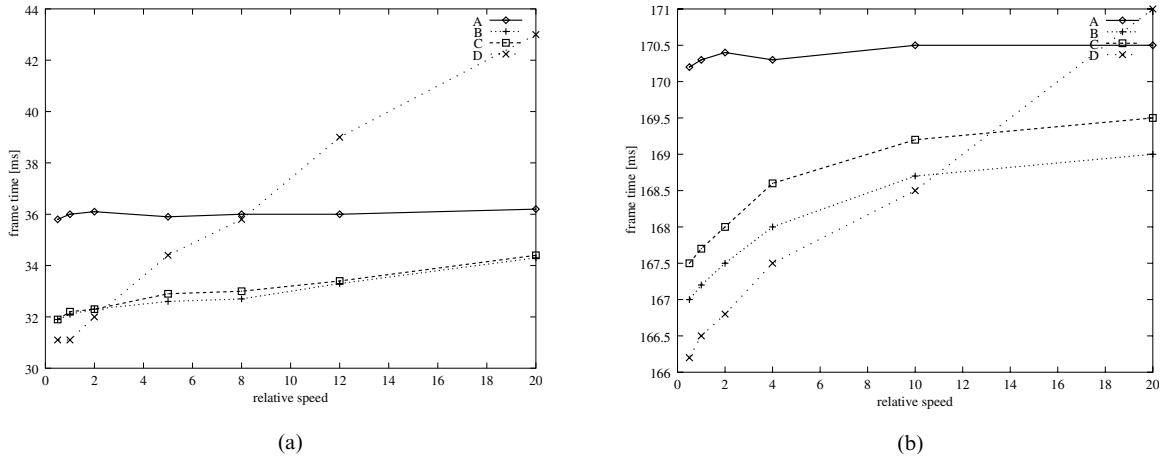 44
42
40
38
36
34
32
30
0 2 4 6 8 10 12 14 16 18 20
frame time [ms]
relative speed
A
B
C
D
(a)
171
170.5
170
169.5
169
168.5
168
167.5
167
166.5
166
0 2 4 6 8 10 12 14 16 18 20
frame time [ms]
relative speed
A
B
C
D
(b)